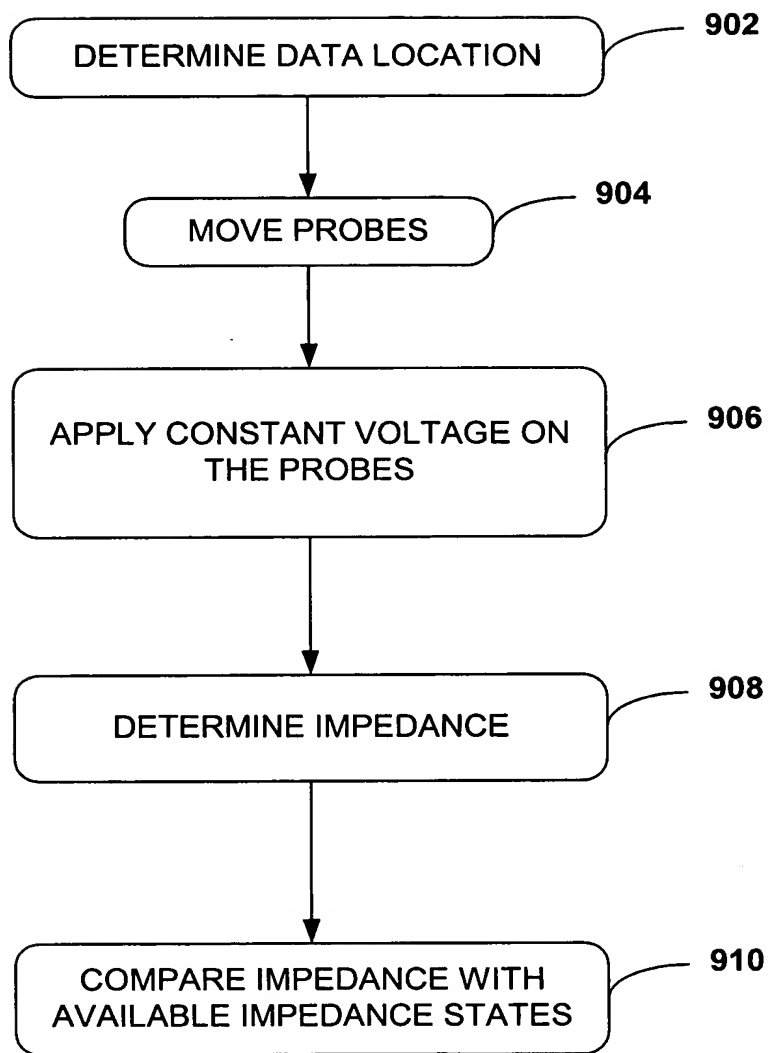 DETERMINE DATA LOCATION
902
MOVE PROBES
904
APPLY CONSTANT VOLTAGE ON
THE PROBES
906
DETERMINE IMPEDANCE
908
COMPARE IMPEDANCE WITH
AVAILABLE IMPEDANCE STATES
910